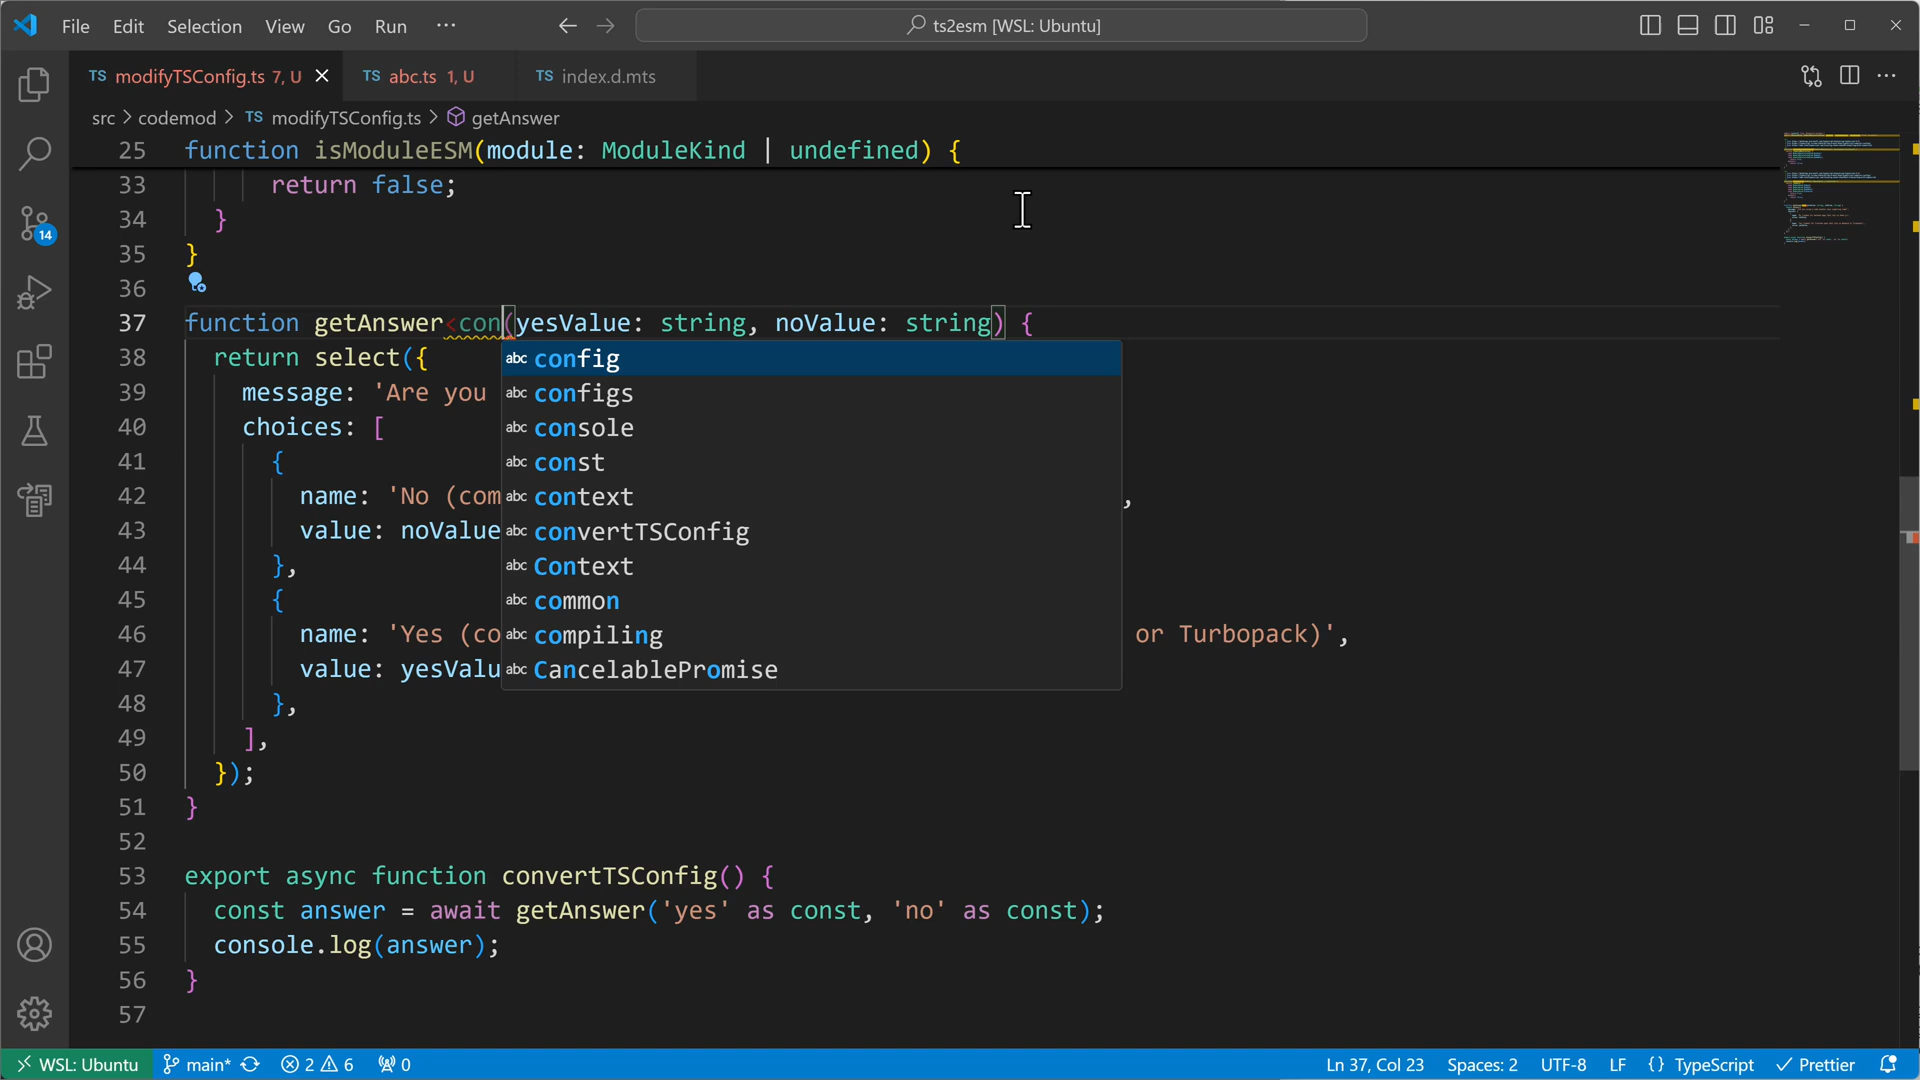 File Edit Selection View Go Run ··· ts2esm [WSL: Ubuntu]
TS modifyTSConfig.ts 7, U TS abc.ts 1, U TS index.d.mts
src > codemod > TS modifyTSConfig.ts > getAnswer
25 function isModuleESM(module: ModuleKind | undefined) {
33 return false;
34 }
35 }
36
37 function getAnswer<con(yesValue: string, noValue: string) {
38 return select({ abc config
39 message: 'Are you abc configs
40 choices: [ abc console
41 { abc const
42 name: 'No (com abc context ,
43 value: noValue abc convertTSConfig
44 }, abc Context
45 { abc common
46 name: 'Yes (co abc compiling or Turbopack)',
47 value: yesValu abc CancelablePromise
48 },
49 ],
50 });
51 }
52
53 export async function convertTSConfig() {
54 const answer = await getAnswer('yes' as const, 'no' as const);
55 console.log(answer);
56 }
57
14
WSL: Ubuntu main* 2 6 0 Ln 37, Col 23 Spaces: 2 UTF-8 LF {} TypeScript Prettier